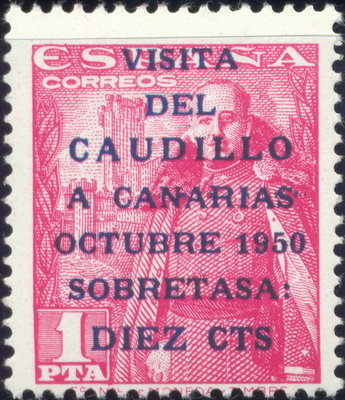 ESPAÑA
CORREOS
VISITA
DEL
CAUDILLO
A CANARIAS
OCTUBRE 1950
SOBRETASA:
DIEZ CTS
1
PTA